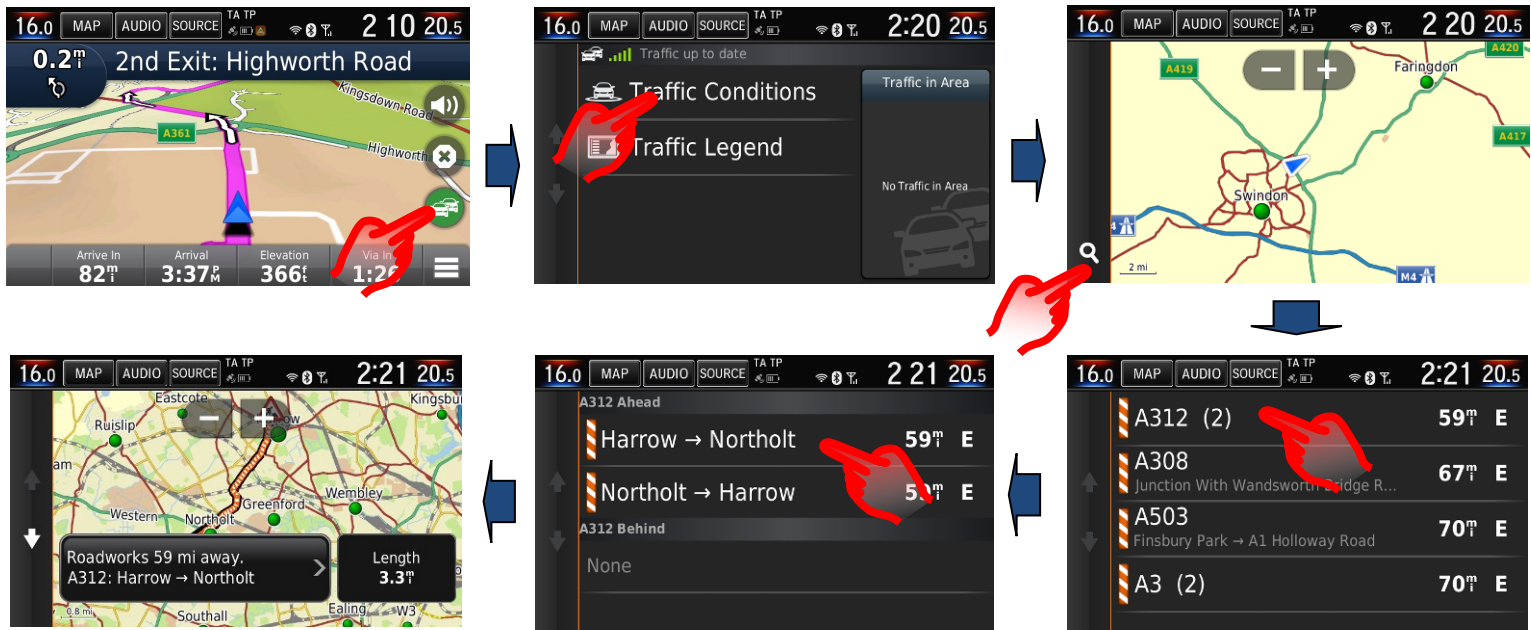 16.0 MAP AUDIO SOURCE TA TP 2 10 20.5
0.2mi 2nd Exit: Highworth Road
Kingsdown Road
A361
Highworth
Arrive In Arrival Elevation Via In
82mi 3:37PM 366ft 1:26
16.0 MAP AUDIO SOURCE TA TP 2:20 20.5
Traffic up to date
Traffic Conditions
Traffic in Area
Traffic Legend
No Traffic in Area
16.0 MAP AUDIO SOURCE TA TP 2 20 20.5
A420
A419
Faringdon
A417
Swindon
4
2 mi
M4
16.0 MAP AUDIO SOURCE TA TP 2:21 20.5
A312 (2) 59mi E
A308 67mi E
Junction With Wandsworth Bridge R...
A503 70mi E
Finsbury Park → A1 Holloway Road
A3 (2) 70mi E
16.0 MAP AUDIO SOURCE TA TP 2 21 20.5
A312 Ahead
Harrow → Northolt 59mi E
Northolt → Harrow 59mi E
A312 Behind
None
16.0 MAP AUDIO SOURCE TA TP 2:21 20.5
Eastcote
Kingsbu
Ruislip
am
Wembley
Greenford
Western
Northolt
Roadworks 59 mi away.
A312: Harrow → Northolt
Length
3.3mi
0.8 mi
Southall
Ealing
W3